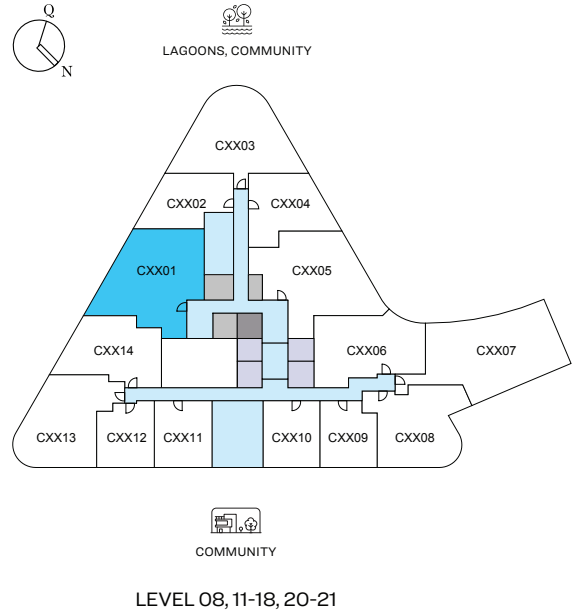 Q
N
LAGOONS, COMMUNITY
CXX03
CXX02
CXX04
CXX01
CXX05
CXX14
CXX06
CXX07
CXX13
CXX12
CXX11
CXX10
CXX09
CXX08
COMMUNITY
LEVEL 08, 11-18, 20-21